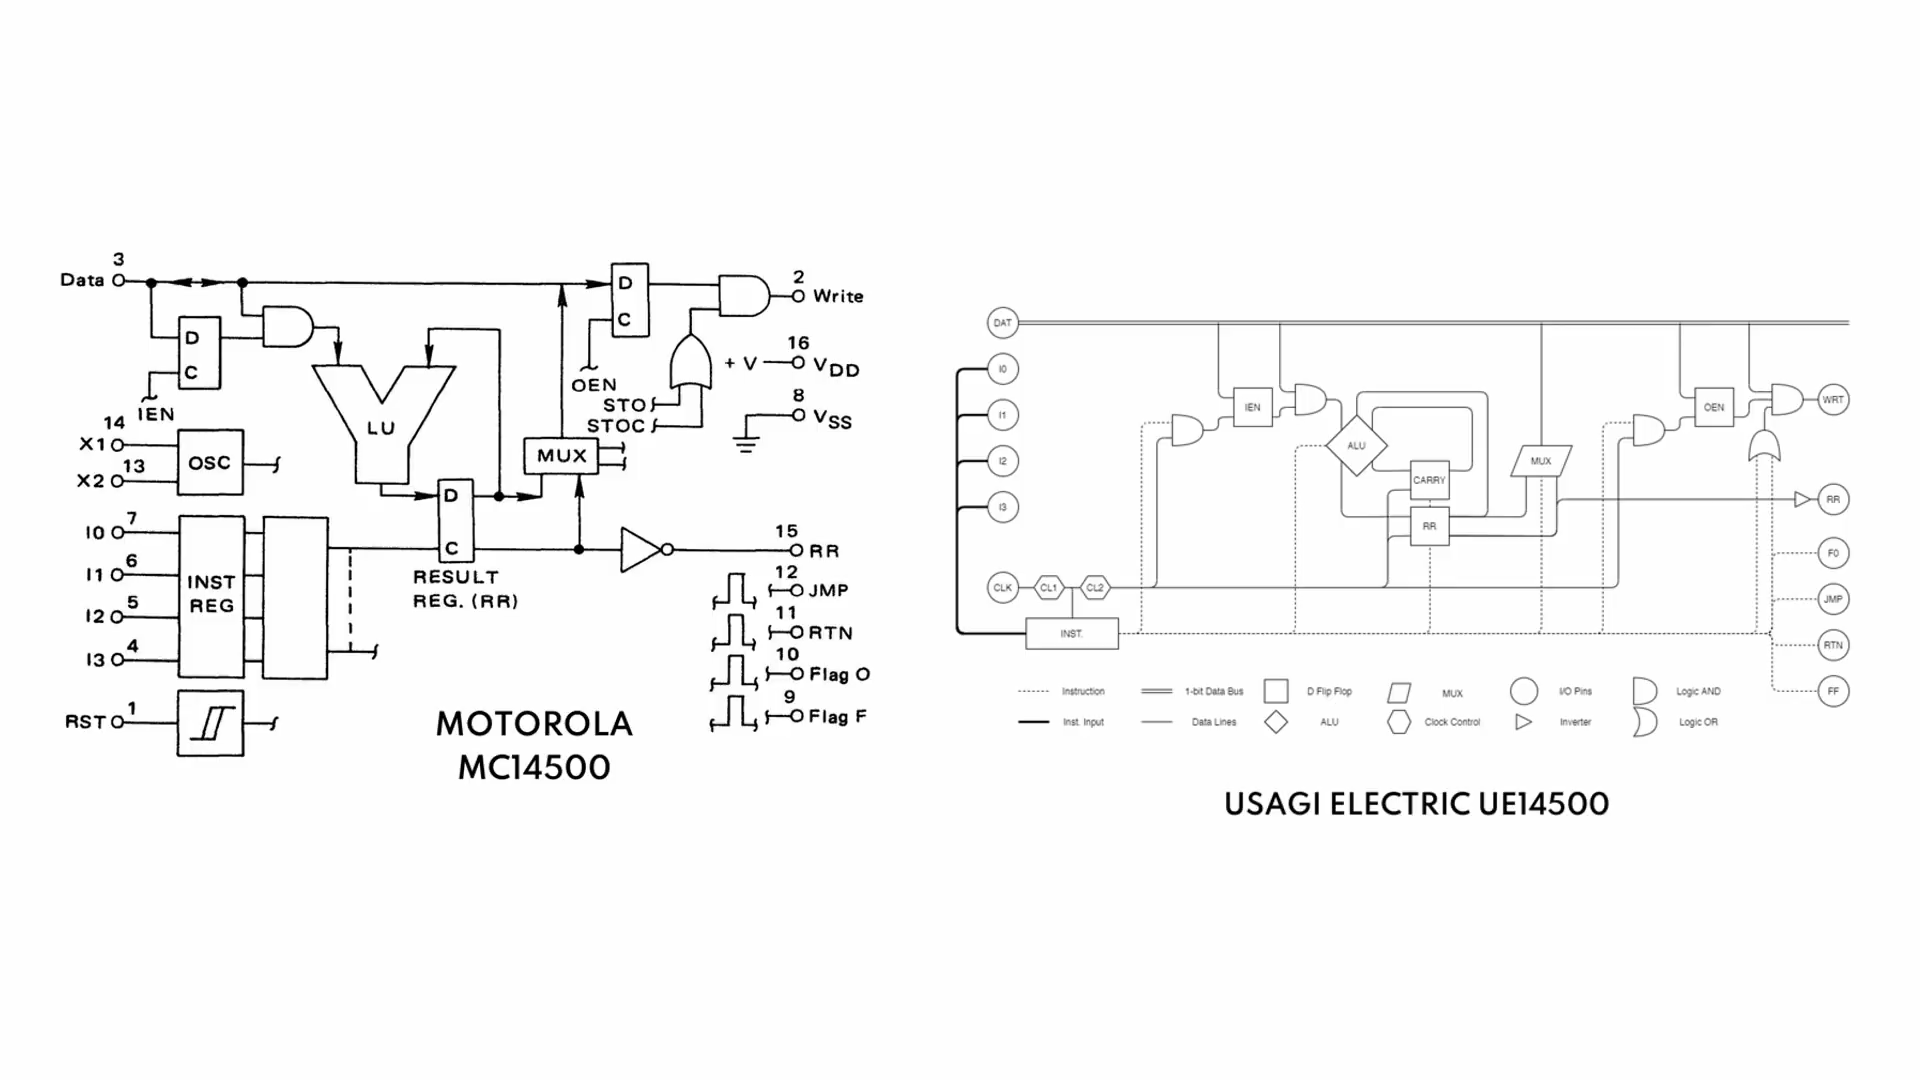 3
Data
D
C
IEN
14
X1
13
X2
OSC
7
I0
6
I1
5
I2
4
I3
INST
REG
1
RST
LU
D
C
RESULT
REG. (RR)
MUX
D
C
OEN
STO
STOC
2
Write
16
+ V
VDD
8
VSS
15
RR
12
JMP
11
RTN
10
Flag O
9
Flag F
MOTOROLA
MC14500
DAT
I0
I1
I2
I3
CLK
CL1
CL2
INST.
IEN
ALU
CARRY
RR
MUX
OEN
WRT
RR
F0
JMP
RTN
FF
Instruction
1-bit Data Bus
D Flip Flop
MUX
I/O Pins
Logic AND
Inst. Input
Data Lines
ALU
Clock Control
Inverter
Logic OR
USAGI ELECTRIC UE14500